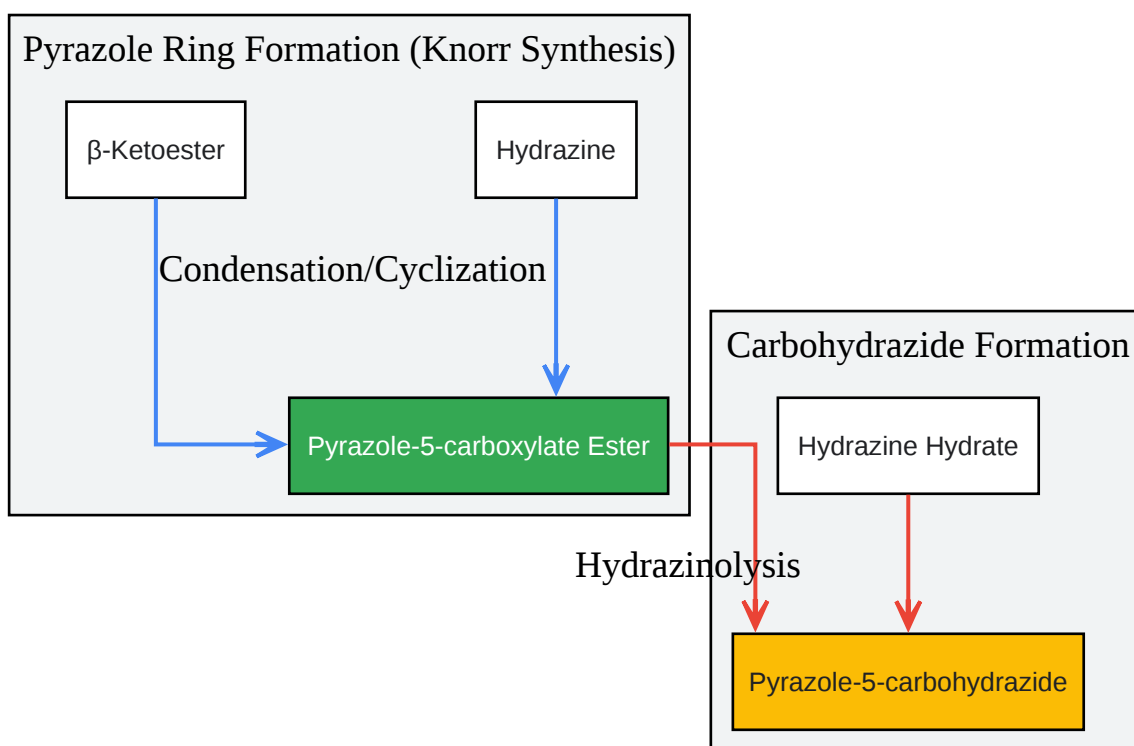 Pyrazole Ring Formation (Knorr Synthesis)
β-Ketoester
Hydrazine
Condensation/Cyclization
Pyrazole-5-carboxylate Ester
Carbohydrazide Formation
Hydrazine Hydrate
Hydrazinolysis
Pyrazole-5-carbohydrazide